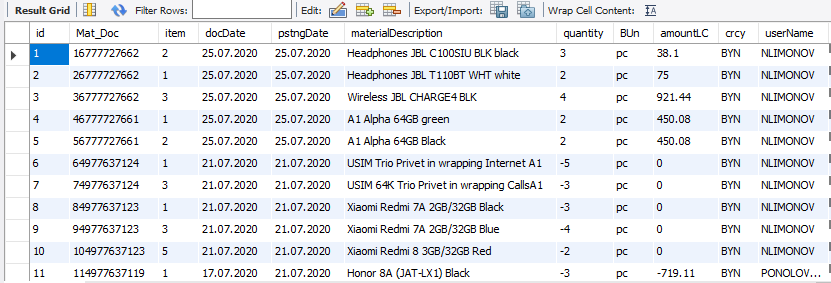 Result Grid Filter Rows: Edit: Export/Import: Wrap Cell Content:
id Mat_Doc item docDate pstngDate materialDescription quantity BUn amountLC crcy userName
1 16777727662 2 25.07.2020 25.07.2020 Headphones JBL C100SIU BLK black 3 pc 38.1 BYN NLIMONOV
2 26777727662 1 25.07.2020 25.07.2020 Headphones JBL T110BT WHT white 2 pc 75 BYN NLIMONOV
3 36777727662 3 25.07.2020 25.07.2020 Wireless JBL CHARGE4 BLK 4 pc 921.44 BYN NLIMONOV
4 46777727661 1 25.07.2020 25.07.2020 A1 Alpha 64GB green 2 pc 450.08 BYN NLIMONOV
5 56777727661 2 25.07.2020 25.07.2020 A1 Alpha 64GB Black 2 pc 450.08 BYN NLIMONOV
6 64977637124 1 21.07.2020 21.07.2020 USIM Trio Privet in wrapping Internet A1 -5 pc 0 BYN NLIMONOV
7 74977637124 3 21.07.2020 21.07.2020 USIM 64K Trio Privet in wrapping CallsA1 -3 pc 0 BYN NLIMONOV
8 84977637124 1 21.07.2020 21.07.2020 Xiaomi Redmi 7A 2GB/32GB Black -3 pc 0 BYN NLIMONOV
9 94977637124 3 21.07.2020 21.07.2020 Xiaomi Redmi 7A 2GB/32GB Blue -4 pc 0 BYN NLIMONOV
10 104977637123 5 21.07.2020 21.07.2020 Xiaomi Redmi 8 3GB/32GB Red -2 pc 0 BYN NLIMONOV
11 114977637119 1 17.07.2020 21.07.2020 Honor 8A (JAT-LX1) Black -3 pc -719.11 BYN PONOLOV...